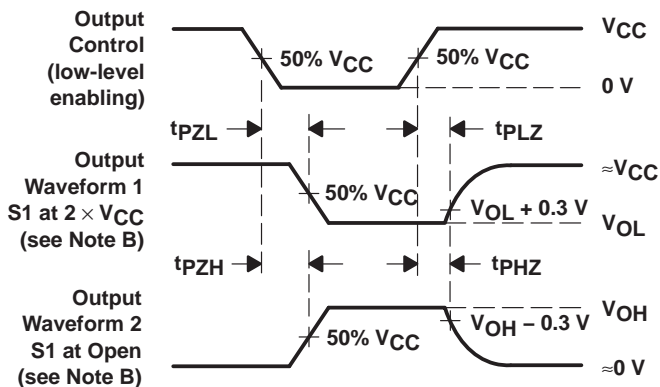 Output
Control
(low-level
enabling)
50% VCC
50% VCC
VCC
0 V
tPZL
tPLZ
Output
Waveform 1
S1 at 2 × VCC
(see Note B)
50% VCC
VOL + 0.3 V
≈VCC
VOL
tPZH
tPHZ
Output
Waveform 2
S1 at Open
(see Note B)
50% VCC
VOH − 0.3 V
VOH
≈0 V